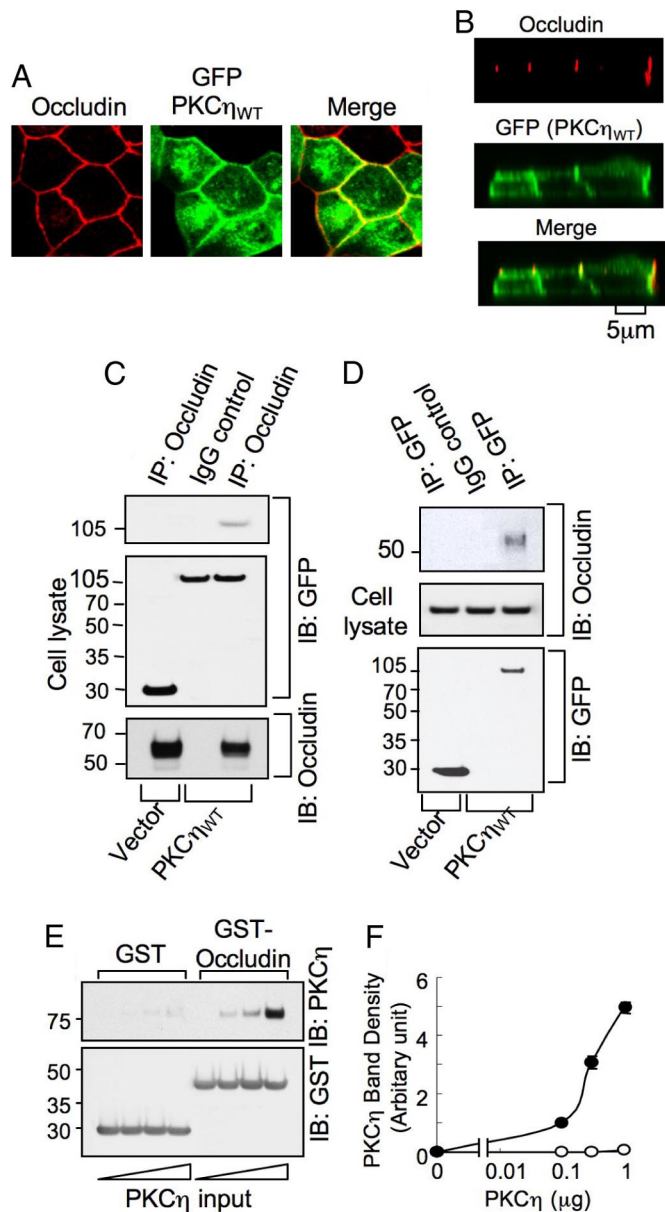 A
Occludin
GFP
PKCηWT
Merge
B
Occludin
GFP (PKCηWT)
Merge
5μm
C
IP: Occludin
IgG control
IP: Occludin
105
IB: GFP
Cell lysate
105
70
50
35
30
70
50
IB: Occludin
Vector
PKCηWT
D
IP: GFP
IgG control
IP: GFP
50
IB: Occludin
Cell
lysate
105
70
50
35
30
IB: GFP
Vector
PKCηWT
E
GST
GST-
Occludin
75
IB: PKCη
50
35
30
IB: GST
PKCη input
F
PKCη Band Density
(Arbitary unit)
6
5
3
2
0
0
0.01
0.1
1
PKCη (μg)